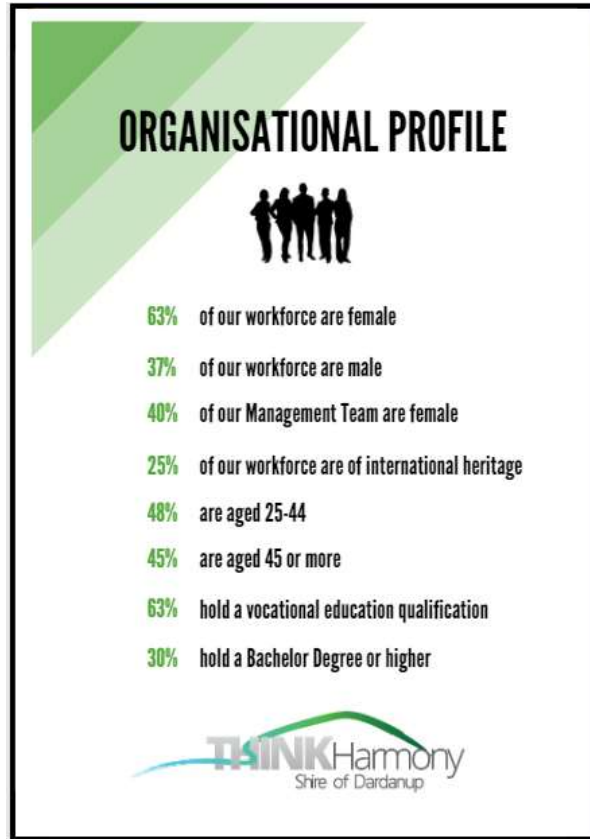 ORGANISATIONAL PROFILE
63% of our workforce are female
37% of our workforce are male
40% of our Management Team are female
25% of our workforce are of international heritage
48% are aged 25-44
45% are aged 45 or more
63% hold a vocational education qualification
30% hold a Bachelor Degree or higher
THINKHarmony
Shire of Dardanup